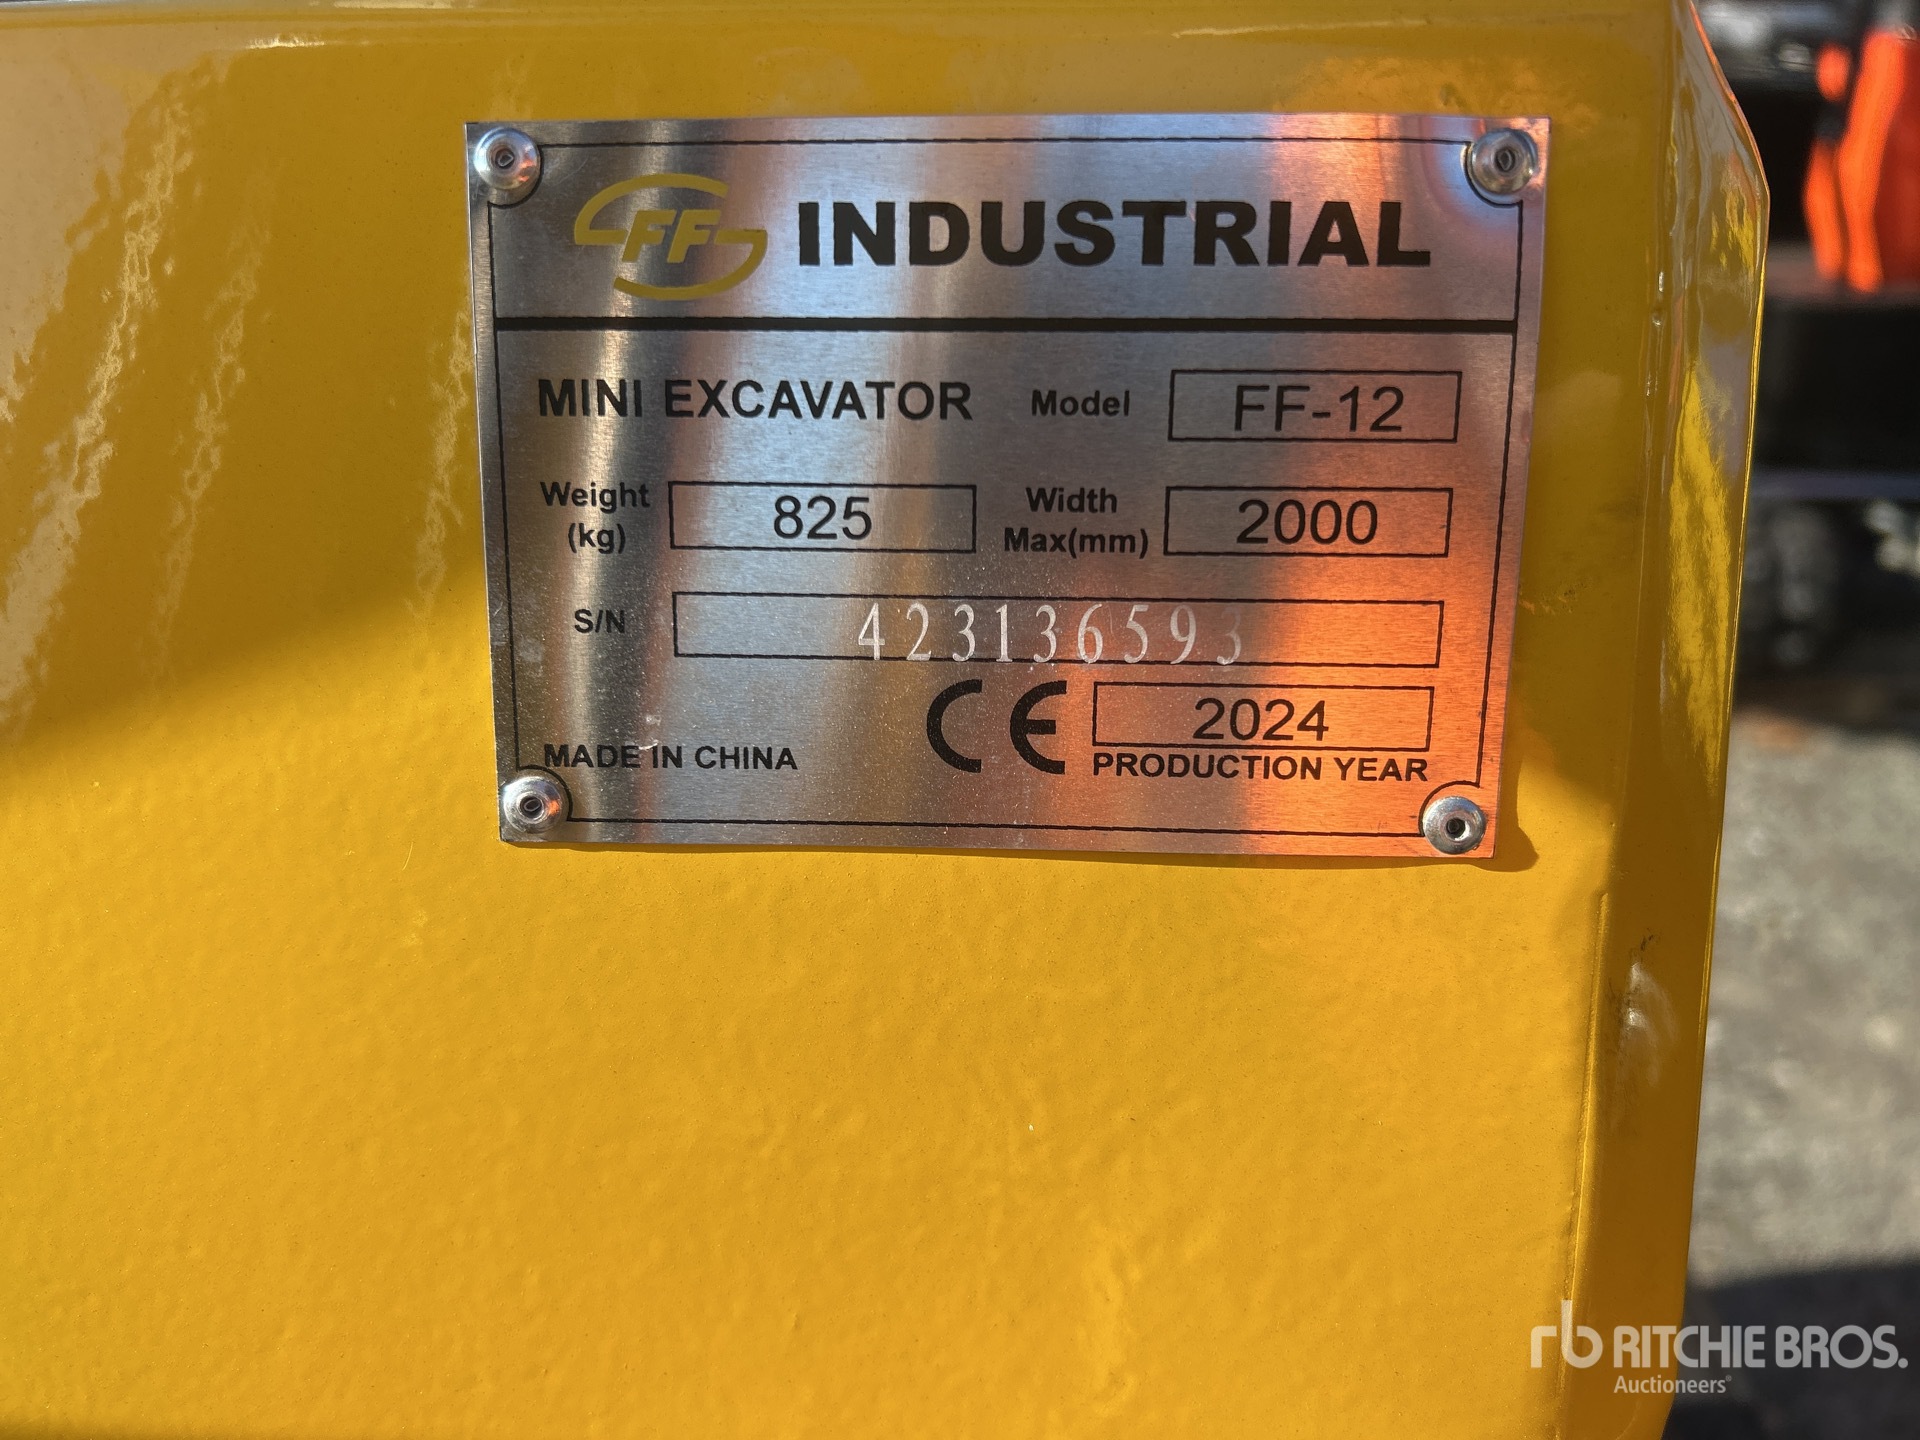 FF INDUSTRIAL
MINI EXCAVATOR Model FF-12
Weight (kg) 825 Width Max(mm) 2000
S/N 423136593
MADE IN CHINA CE 2024
PRODUCTION YEAR
rb RITCHIE BROS.
Auctioneers®